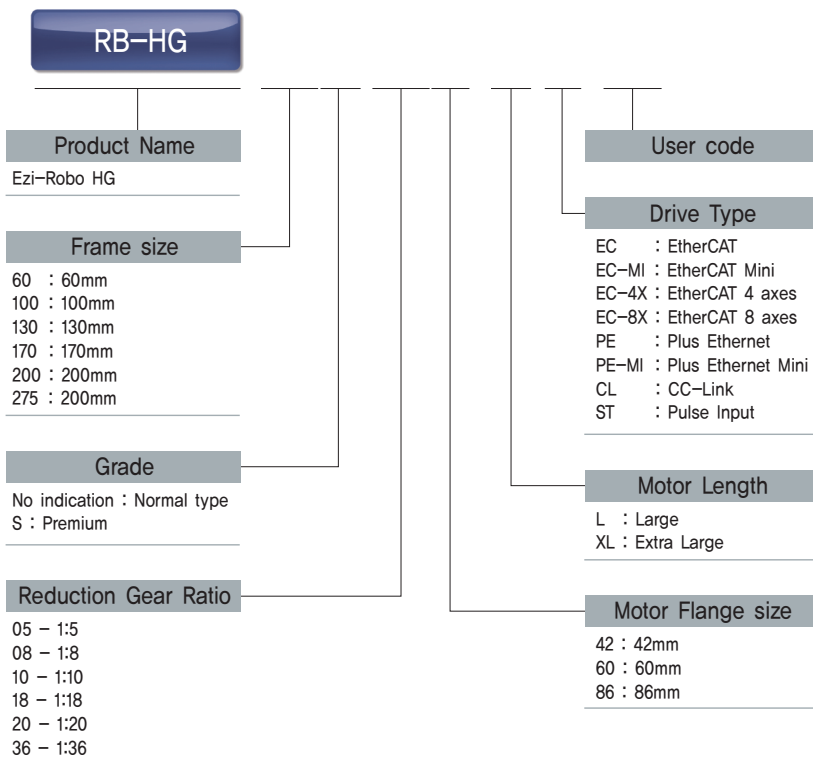 RB-HG
Product Name
Ezi-Robo HG
Frame size
60 : 60mm
100 : 100mm
130 : 130mm
170 : 170mm
200 : 200mm
275 : 200mm
Grade
No indication : Normal type
S : Premium
Reduction Gear Ratio
05 - 1:5
08 - 1:8
10 - 1:10
18 - 1:18
20 - 1:20
36 - 1:36
User code
Drive Type
EC : EtherCAT
EC-MI : EtherCAT Mini
EC-4X : EtherCAT 4 axes
EC-8X : EtherCAT 8 axes
PE : Plus Ethernet
PE-MI : Plus Ethernet Mini
CL : CC-Link
ST : Pulse Input
Motor Length
L : Large
XL : Extra Large
Motor Flange size
42 : 42mm
60 : 60mm
86 : 86mm